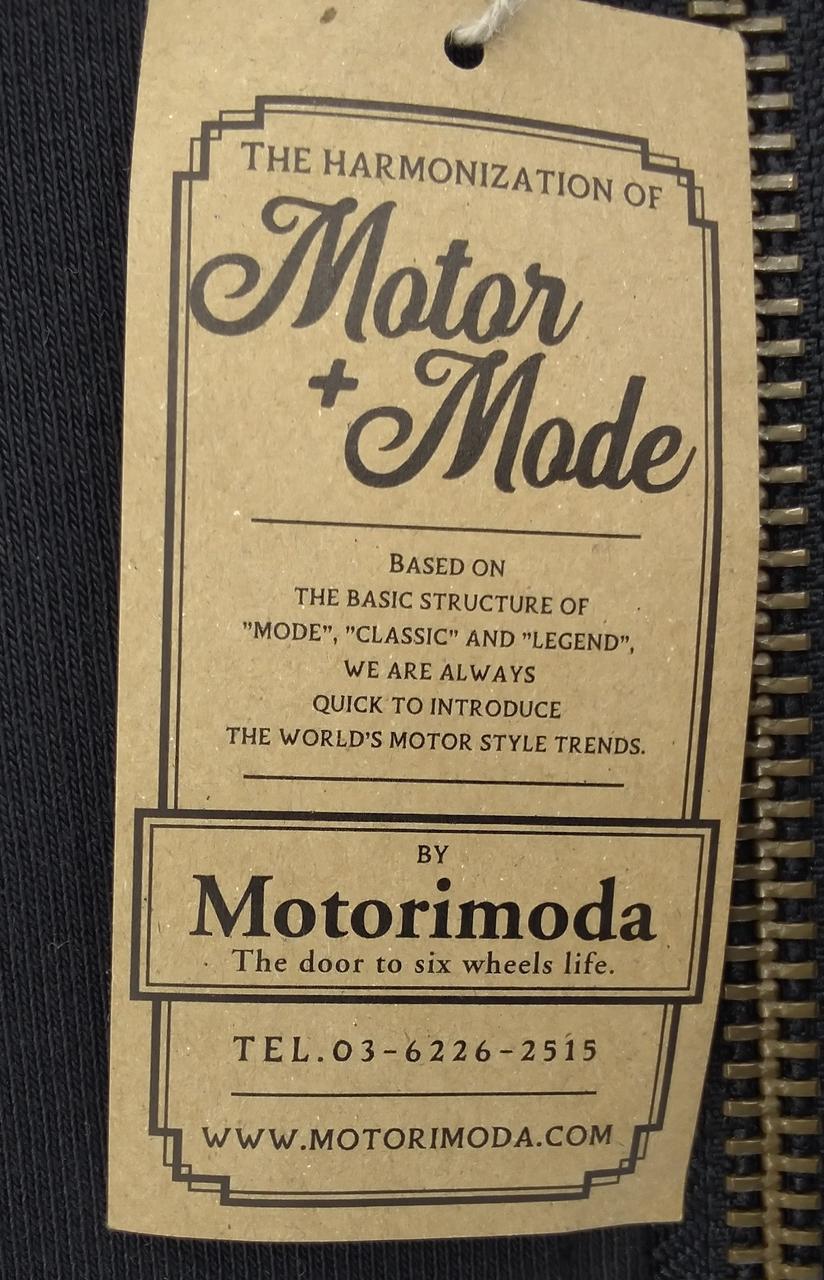 THE HARMONIZATION OF
Motor
+Mode
BASED ON
THE BASIC STRUCTURE OF
"MODE", "CLASSIC" AND "LEGEND",
WE ARE ALWAYS
QUICK TO INTRODUCE
THE WORLD'S MOTOR STYLE TRENDS.
BY
Motorimoda
The door to six wheels life.
TEL.03-6226-2515
WWW.MOTORIMODA.COM